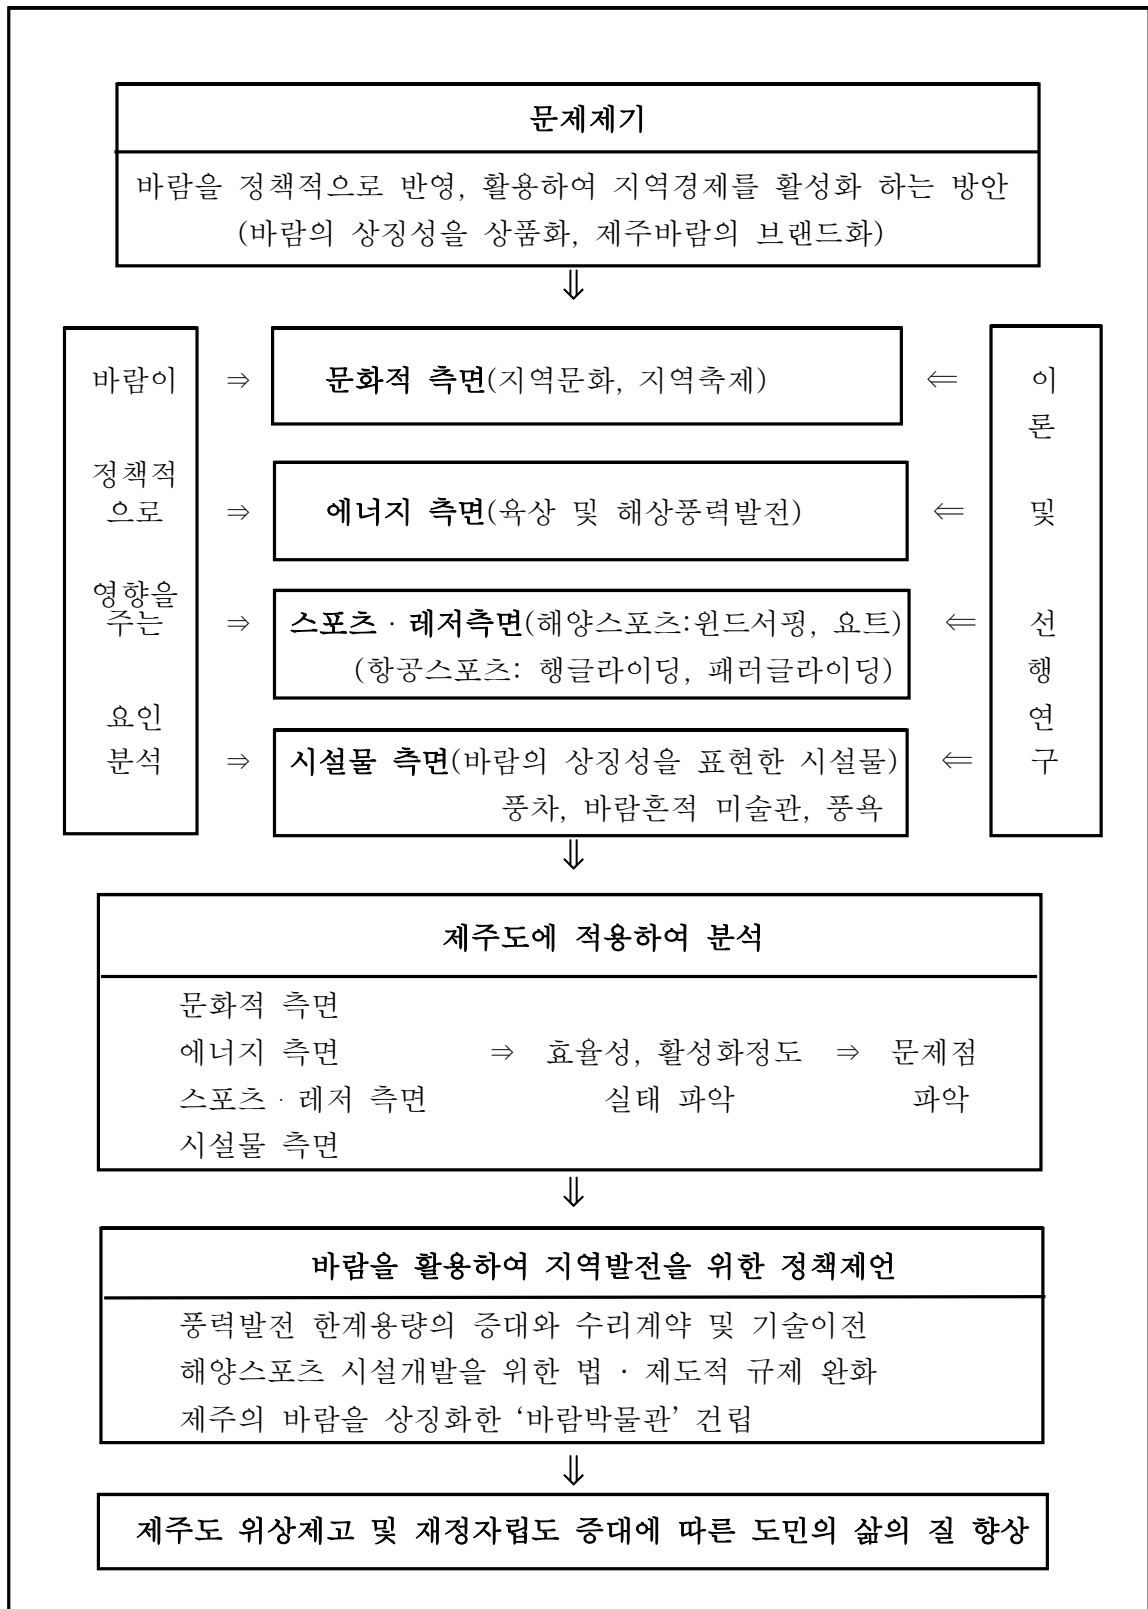 문제제기
바람을 정책적으로 반영, 활용하여 지역경제를 활성화 하는 방안
(바람의 상징성을 상품화, 제주바람의 브랜드화)
⇓
바람이 ⇒ 문화적 측면(지역문화, 지역축제) ⇐ 이
론
정책적
으로 ⇒ 에너지 측면(육상 및 해상풍력발전) ⇐ 및
영향을
주는 ⇒ 스포츠 · 레저측면(해양스포츠:윈드서핑, 요트) ⇐ 선
(항공스포츠: 행글라이딩, 패러글라이딩) 행
요인 연
분석 ⇒ 시설물 측면(바람의 상징성을 표현한 시설물) ⇐ 구
풍차, 바람흔적 미술관, 풍욕
⇓
제주도에 적용하여 분석
문화적 측면
에너지 측면 ⇒ 효율성, 활성화정도 ⇒ 문제점
스포츠 · 레저 측면 실태 파악 파악
시설물 측면
⇓
바람을 활용하여 지역발전을 위한 정책제언
풍력발전 한계용량의 증대와 수리계약 및 기술이전
해양스포츠 시설개발을 위한 법 · 제도적 규제 완화
제주의 바람을 상징화한 ‘바람박물관’ 건립
⇓
제주도 위상제고 및 재정자립도 증대에 따른 도민의 삶의 질 향상